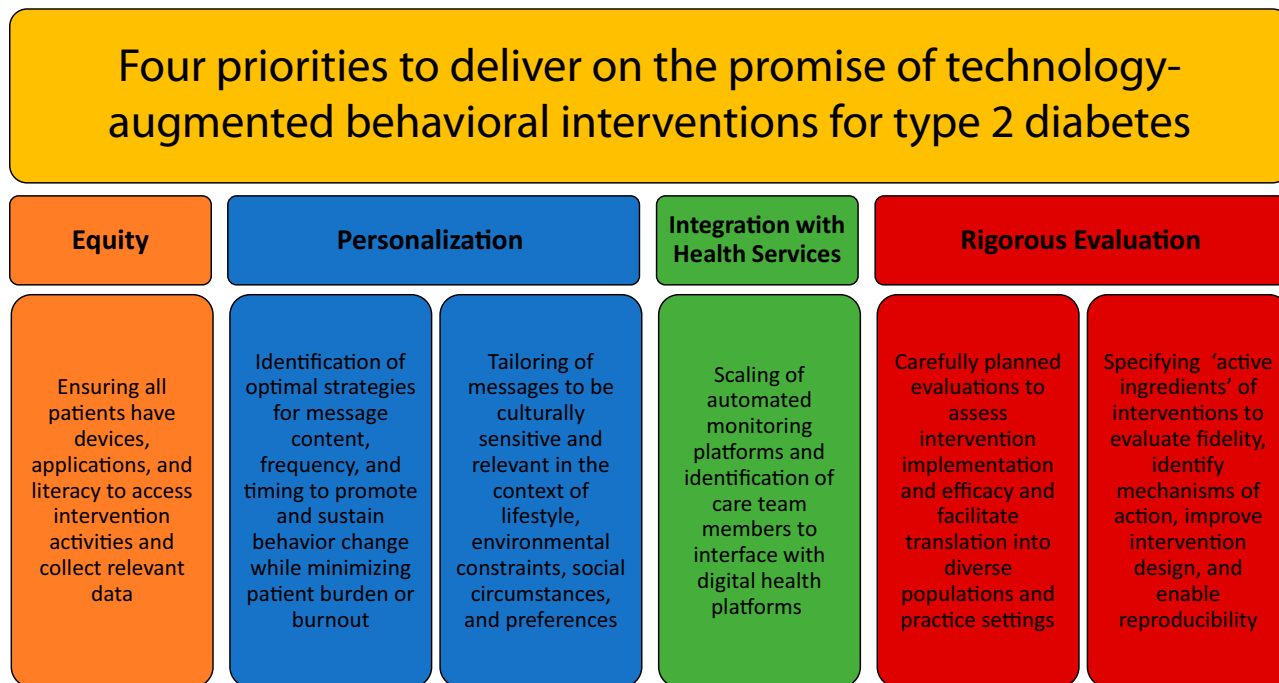 Four priorities to deliver on the promise of technology-
augmented behavioral interventions for type 2 diabetes
Equity
Personalization
Integration with
Health Services
Rigorous Evaluation
Ensuring all
patients have
devices,
applications, and
literacy to access
intervention
activities and
collect relevant
data
Identification of
optimal strategies
for message
content,
frequency, and
timing to promote
and sustain
behavior change
while minimizing
patient burden or
burnout
Tailoring of
messages to be
culturally
sensitive and
relevant in the
context of
lifestyle,
environmental
constraints, social
circumstances,
and preferences
Scaling of
automated
monitoring
platforms and
identification of
care team
members to
interface with
digital health
platforms
Carefully planned
evaluations to
assess
intervention
implementation
and efficacy and
facilitate
translation into
diverse
populations and
practice settings
Specifying ‘active
ingredients’ of
interventions to
evaluate fidelity,
identify
mechanisms of
action, improve
intervention
design, and
enable
reproducibility